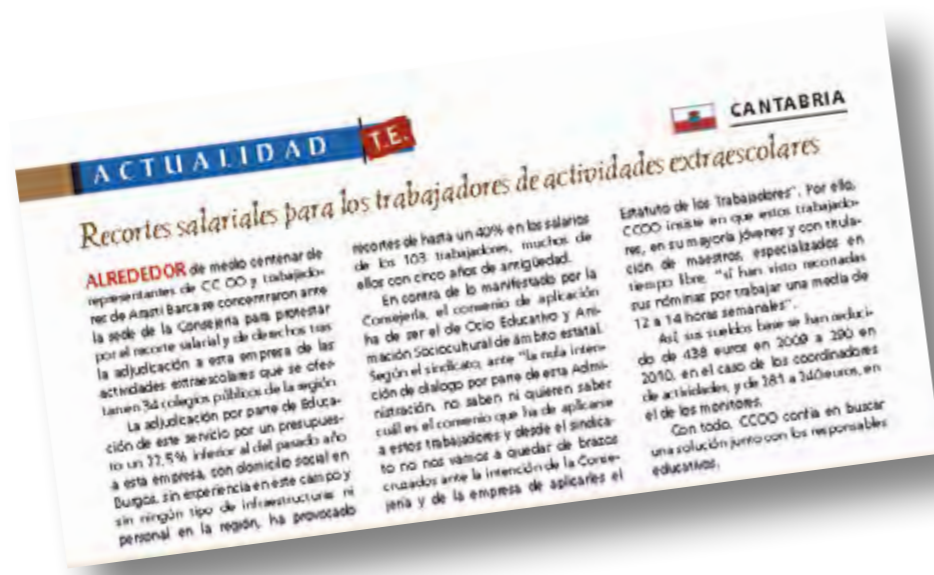 ACTUALIDAD T.E.
CANTABRIA
Recortes salariales para los trabajadores de actividades extraescolares
ALREDEDOR de medio centenar de
representantes de CC OO y trabajado-
res de Arasti Barca se concentraron ante
la sede de la Consejería para protestar
por el recorte salarial y de derechos tras
la adjudicación a esta empresa de las
actividades extraescolares que se ofer-
tan en 34 colegios públicos de la región
La adjudicación por parte de Educa-
ción de este servicio por un presupues-
to un 22,5% inferior al del pasado año
a esta empresa, con domicilio social en
Burgos, sin experiencia en este campo y
sin ningún tipo de infraestructuras ni
personal en la región, ha provocado
recortes de hasta un 40% en los salarios
de los 103 trabajadores, muchos de
ellos con cinco años de antigüedad.
En contra de lo manifestado por la
Consejería, el convenio de aplicación
ha de ser el de Ocio Educativo y Ani-
mación Sociocultural de ámbito estatal.
Según el sindicato, ante "la nula inten-
ción de dialogo por parte de esta Admi-
nistración, no saben ni quieren saber
cuál es el convenio que ha de aplicarse
a estos trabajadores y desde el sindica-
to no nos vamos a quedar de brazos
cruzados ante la intención de la Conse-
jería y de la empresa de aplicarles el
Estatuto de los Trabajadores". Por ello,
CCOO insiste en que estos trabajado-
res, en su mayoría jóvenes y con titula-
ción de maestros, especializados en
tiempo libre, "sí han visto recortadas
sus nóminas por trabajar una media de
12 a 14 horas semanales".
Así, sus sueldos base se han reduci-
do de 438 euros en 2009 a 290 en
2010, en el caso de los coordinadores
de actividades, y de 381 a 240 euros, en
el de los monitores.
Con todo, CCOO confía en buscar
una solución junto con los responsables
educativos.